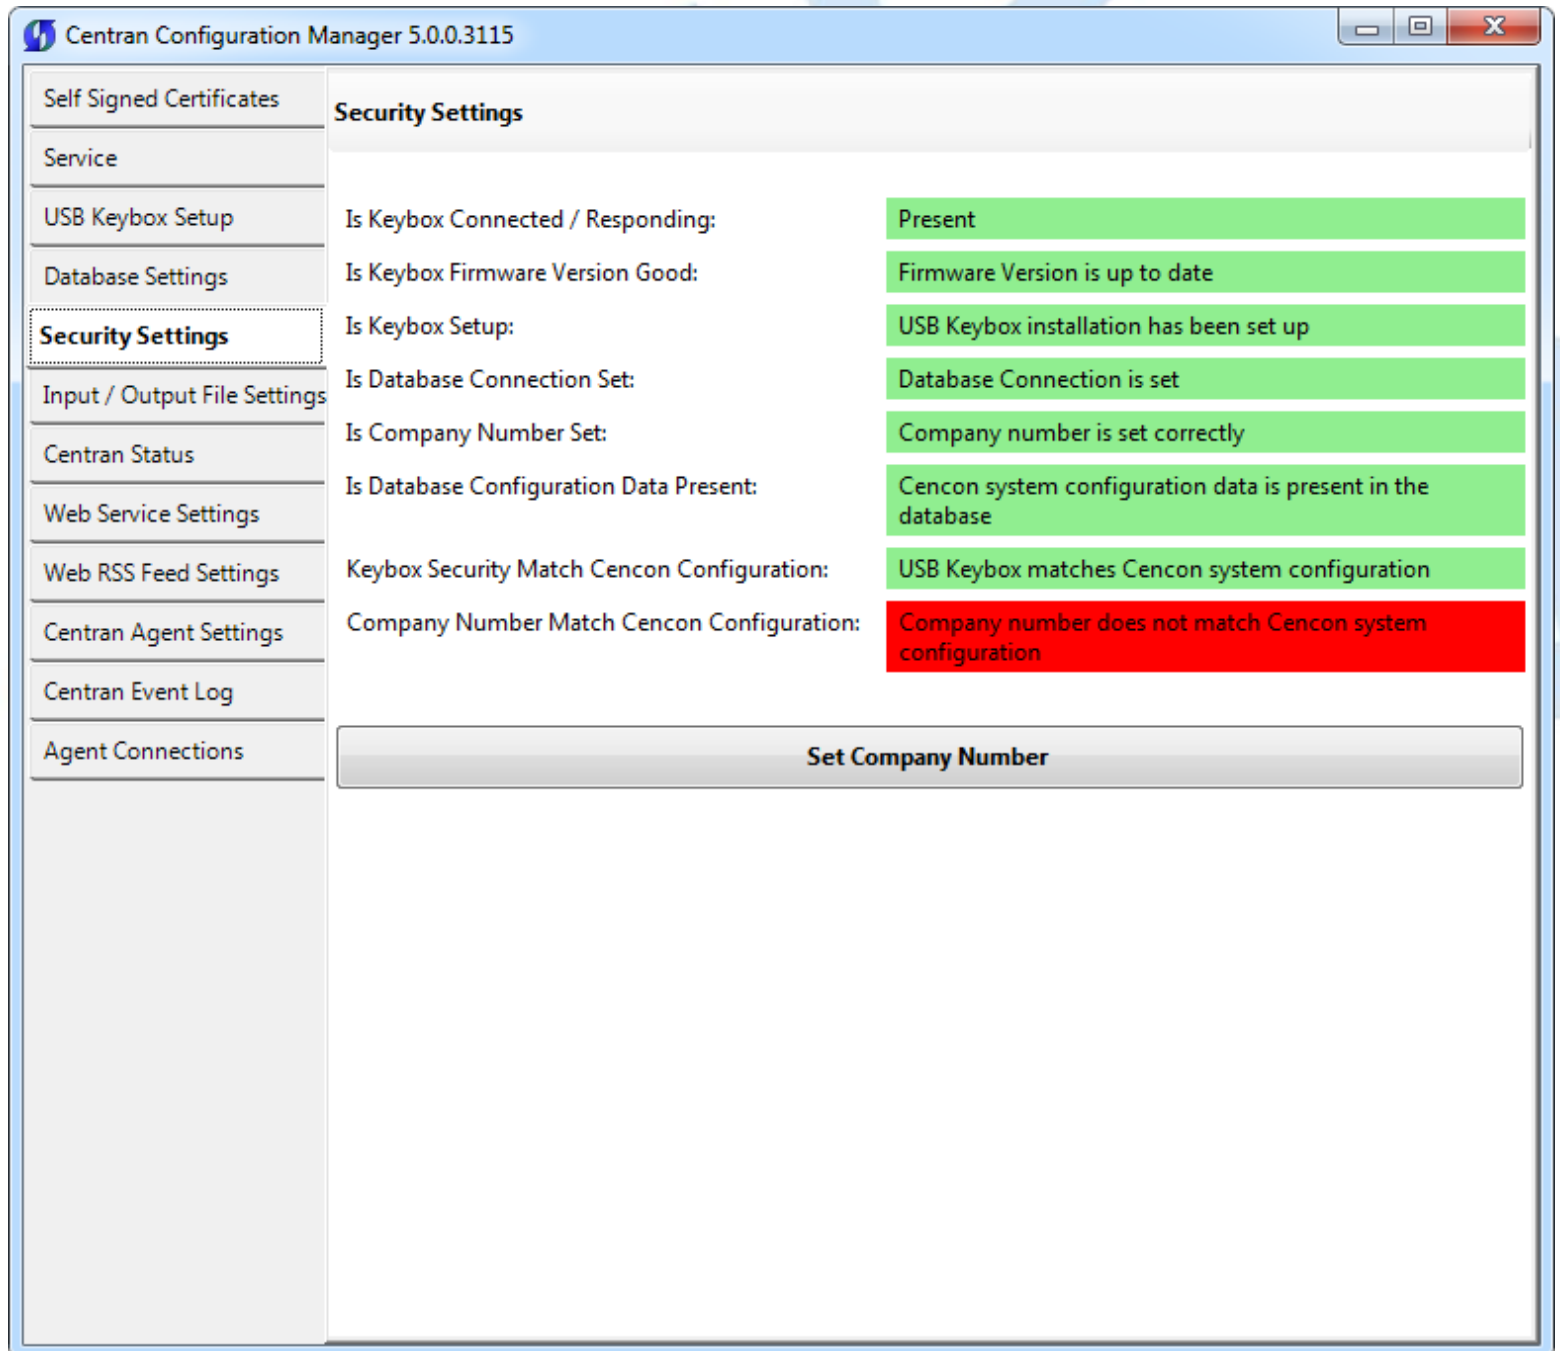 Centran Configuration Manager 5.0.0.3115
Self Signed Certificates
Service
USB Keybox Setup
Database Settings
Security Settings
Input / Output File Settings
Centran Status
Web Service Settings
Web RSS Feed Settings
Centran Agent Settings
Centran Event Log
Agent Connections
Security Settings
Is Keybox Connected / Responding:
Present
Is Keybox Firmware Version Good:
Firmware Version is up to date
Is Keybox Setup:
USB Keybox installation has been set up
Is Database Connection Set:
Database Connection is set
Is Company Number Set:
Company number is set correctly
Is Database Configuration Data Present:
Cencon system configuration data is present in the
database
Keybox Security Match Cencon Configuration:
USB Keybox matches Cencon system configuration
Company Number Match Cencon Configuration:
Company number does not match Cencon system
configuration
Set Company Number